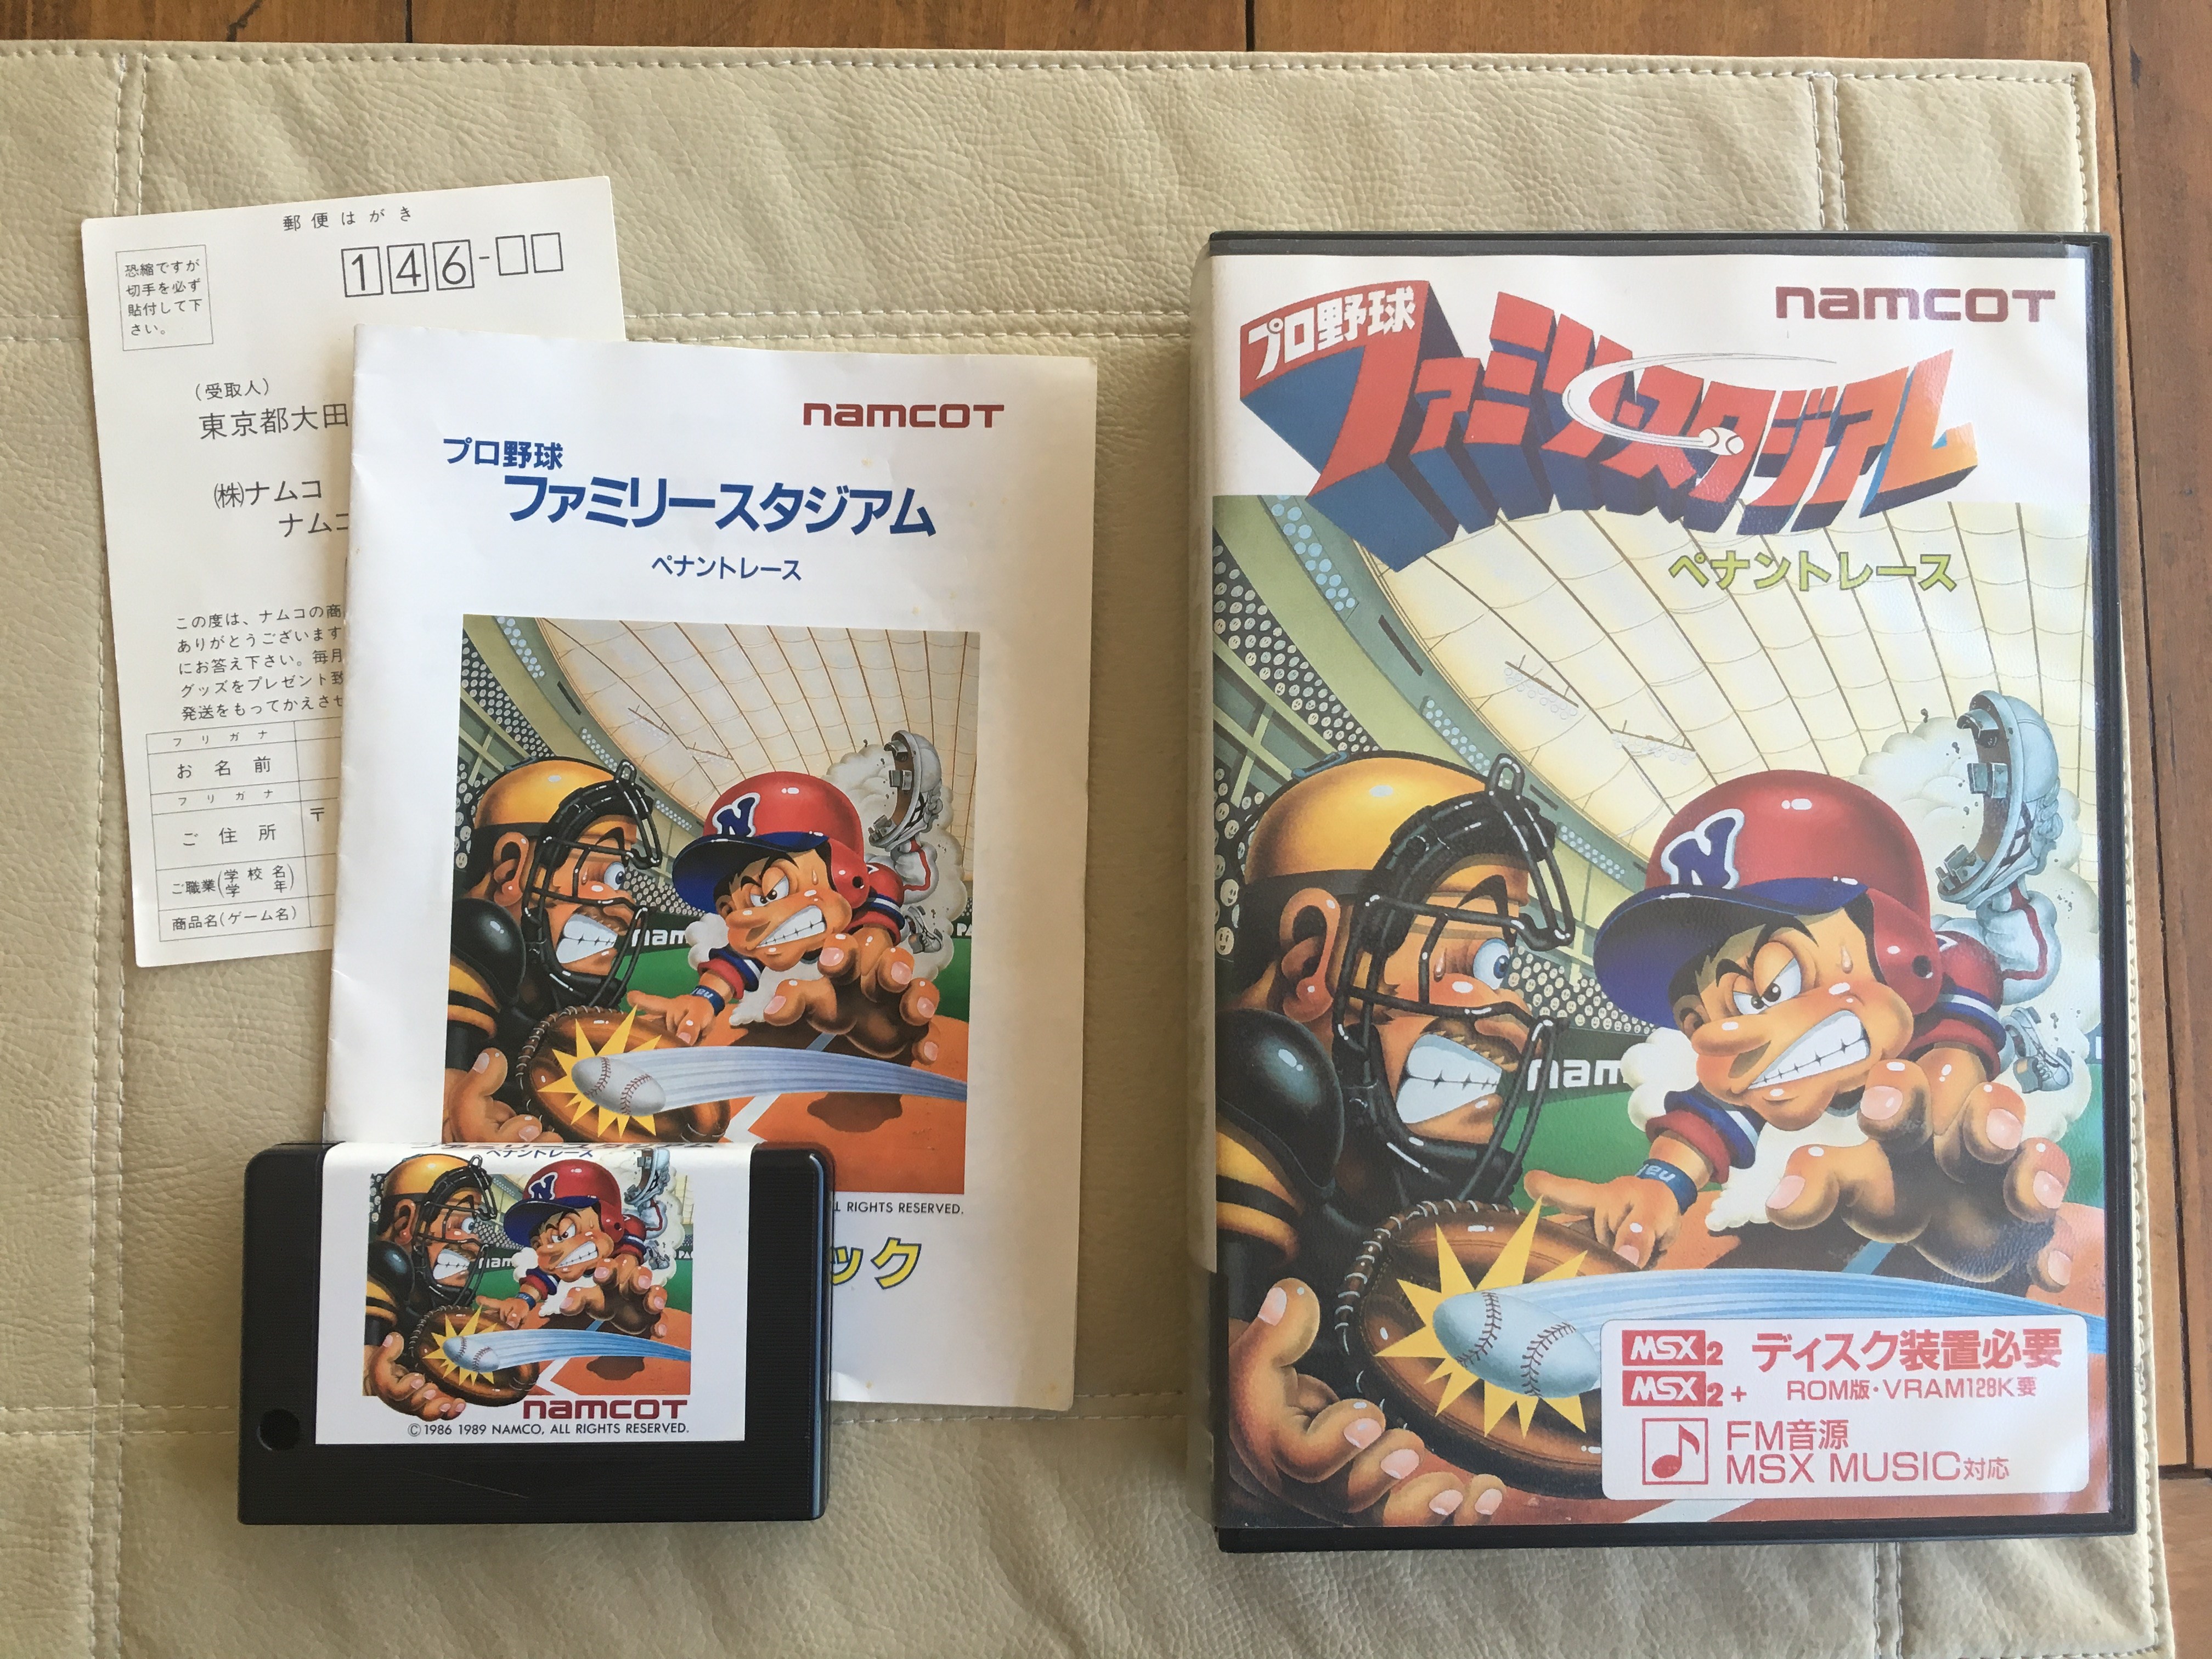 郵便はがき
146-
恐縮ですが
切手を必ず
貼付して下
さい。
(受取人)
東京都大田
(株)ナムコ
ナムコ
この度は、ナムコの商
ありがとうございます
にお答え下さい。毎月
グッズをプレゼント致
発送をもってかえさせ
フリガナ
お名前
フリガナ
ご住所
〒
ご職業(学校名 学年)
商品名(ゲーム名)
namcot
プロ野球
ファミリースタジアム
ペナントレース
N
nam
L RIGHTS RESERVED.
ック
ペナントレース
N
nam
namcot
©1986 1989 NAMCO, ALL RIGHTS RESERVED.
namcot
プロ野球
ファミリースタジアム
ペナントレース
N
nam
MSX2 ディスク装置必要
MSX2+ ROM版・VRAM128K要
FM音源
MSX MUSIC対応